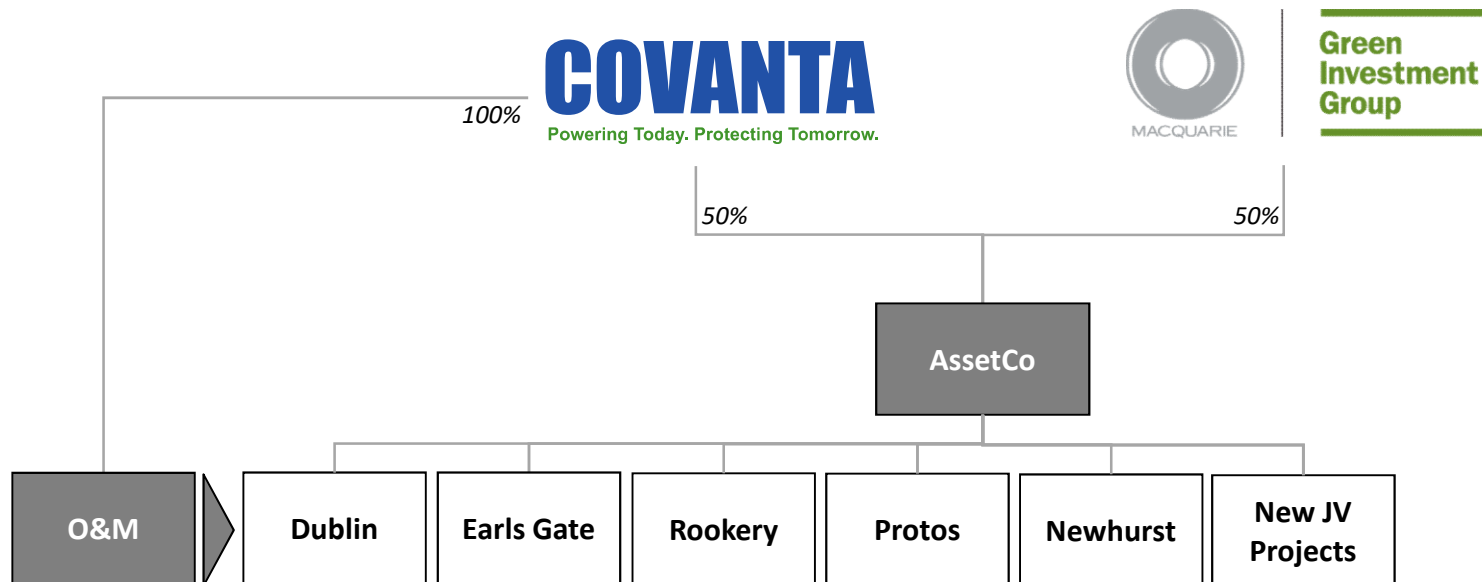 COVANTA
Powering Today. Protecting Tomorrow.
MACQUARIE
Green
Investment
Group
100%
50%
50%
AssetCo
O&M
Dublin
Earls Gate
Rookery
Protos
Newhurst
New JV
Projects